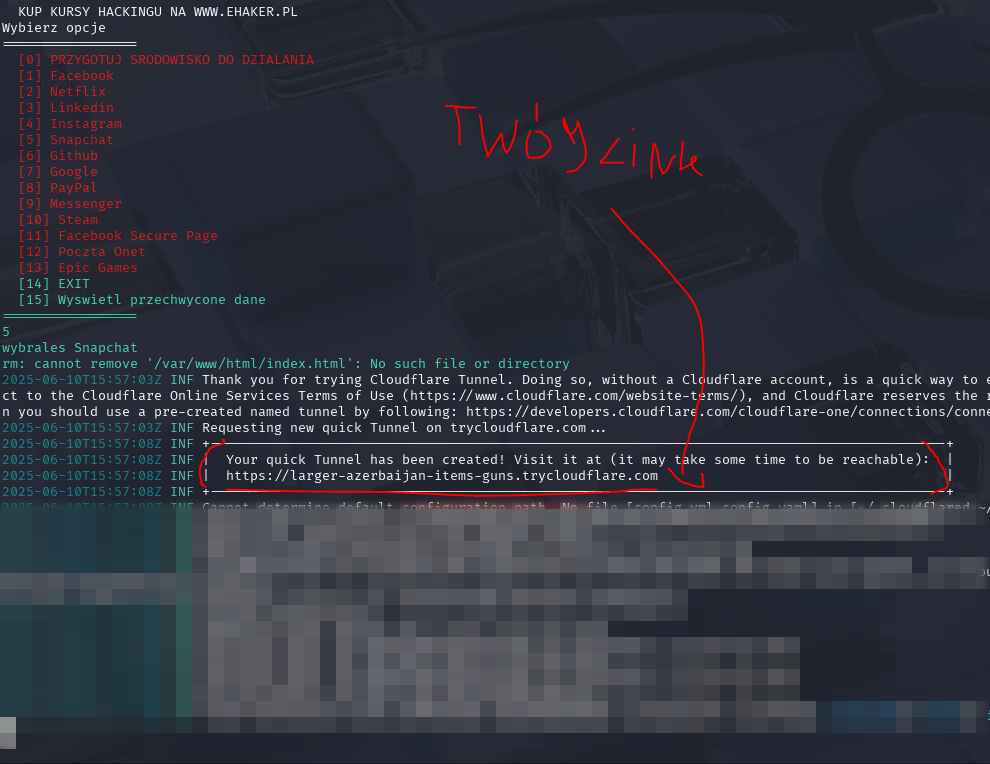 KUP KURSY HACKINGU NA WWW.EHAKER.PL
Wybierz opcje
[0] PRZYGOTUJ SRODOWISKO DO DZIALANIA
[1] Facebook
[2] Netflix
[3] Linkedin
[4] Instagram
[5] Snapchat
[6] Github
[7] Google
[8] PayPal
[9] Messenger
[10] Steam
[11] Facebook Secure Page
[12] Poczta Onet
[13] Epic Games
[14] EXIT
[15] Wyswietl przechwycone dane
TWÓY LiNk
5
wybrales Snapchat
rm: cannot remove '/var/www/html/index.html': No such file or directory
2025-06-10T15:57:03Z INF Thank you for trying Cloudflare Tunnel. Doing so, without a Cloudflare account, is a quick way to e
ct to the Cloudflare Online Services Terms of Use (https://www.cloudflare.com/website-terms/), and Cloudflare reserves the r
n you should use a pre-created named tunnel by following: https://developers.cloudflare.com/cloudflare-one/connections/conne
2025-06-10T15:57:03Z INF Requesting new quick Tunnel on trycloudflare.com...
2025-06-10T15:57:08Z INF +
2025-06-10T15:57:08Z INF | Your quick Tunnel has been created! Visit it at (it may take some time to be reachable): |
2025-06-10T15:57:08Z INF | https://larger-azerbaijan-items-guns.trycloudflare.com |
2025-06-10T15:57:08Z INF +
2025-06-10T15:57:08Z INF Cannot determine default configuration path. No file [config.yml config.yaml] in [~/.cloudflared ~/